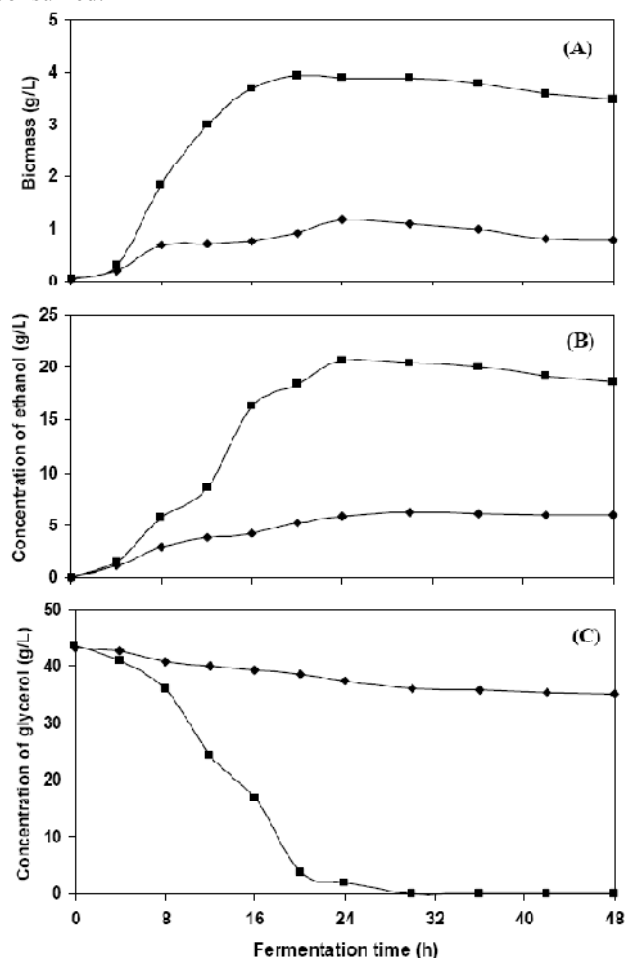 (A)
Biomass (g/L)
5
4
3
2
1
0
(B)
Concentration of ethanol (g/L)
25
20
15
10
5
0
(C)
Concentration of glycerol (g/L)
50
40
30
20
10
0
0 8 16 24 32 40 48
Fermentation time (h)